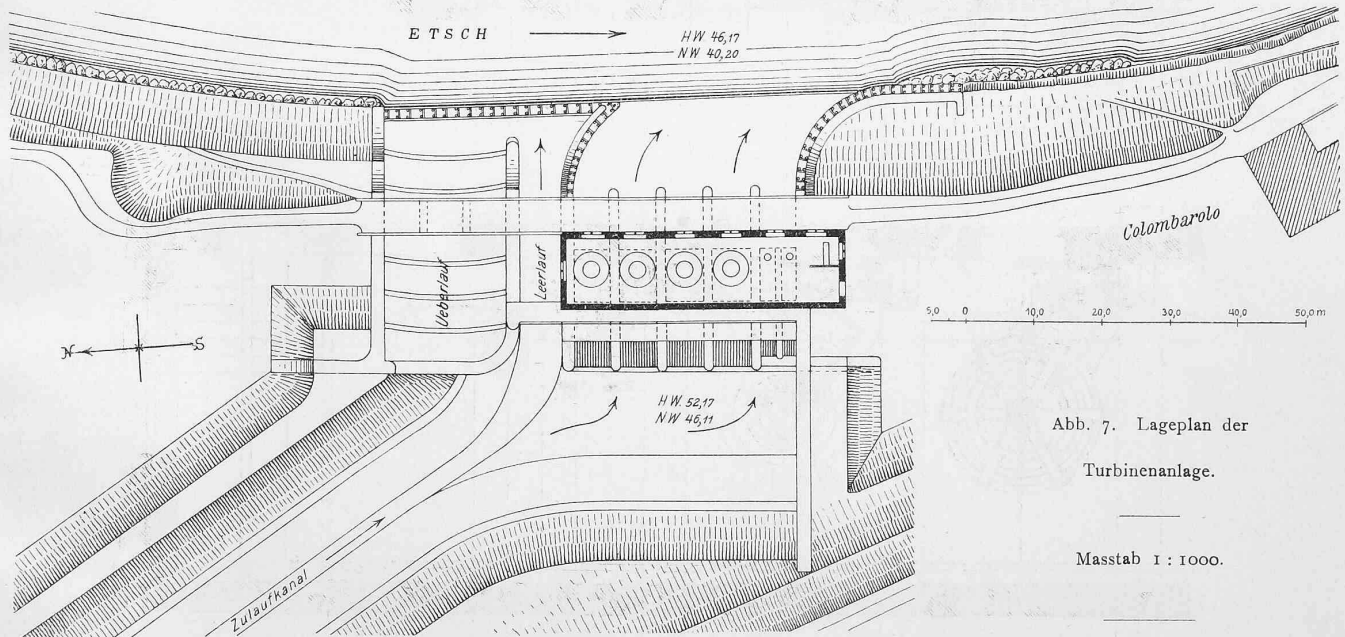 ETSCH
HW 46,17
NW 40,20
Colombarolo
Ueberlauf
Leerlauf
N S
5,0 0 10,0 20,0 30,0 40,0 50,0 m
HW. 52,17
NW 46,11
Zulaufkanal
Abb. 7. Lageplan der
Turbinenanlage.
Masstab 1 : 1000.